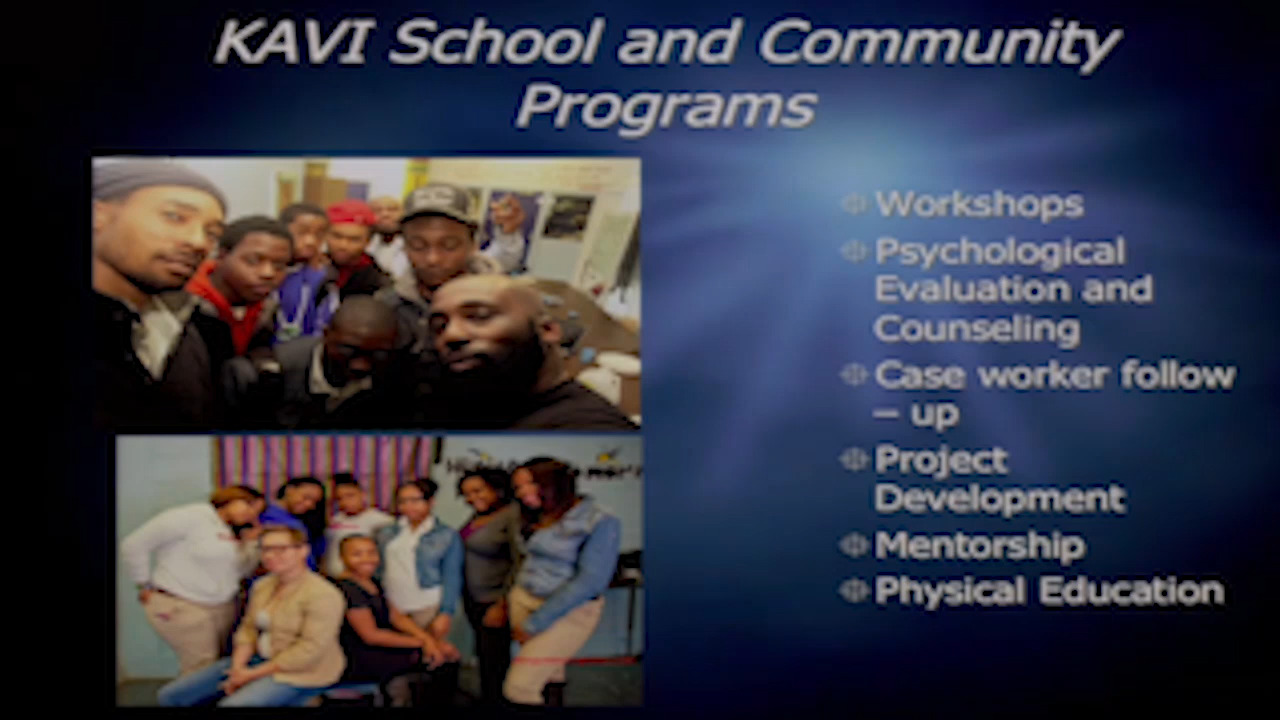 KAVI School and Community
Programs
Workshops
Psychological
Evaluation and
Counseling
Case worker follow
– up
Project
Development
Mentorship
Physical Education